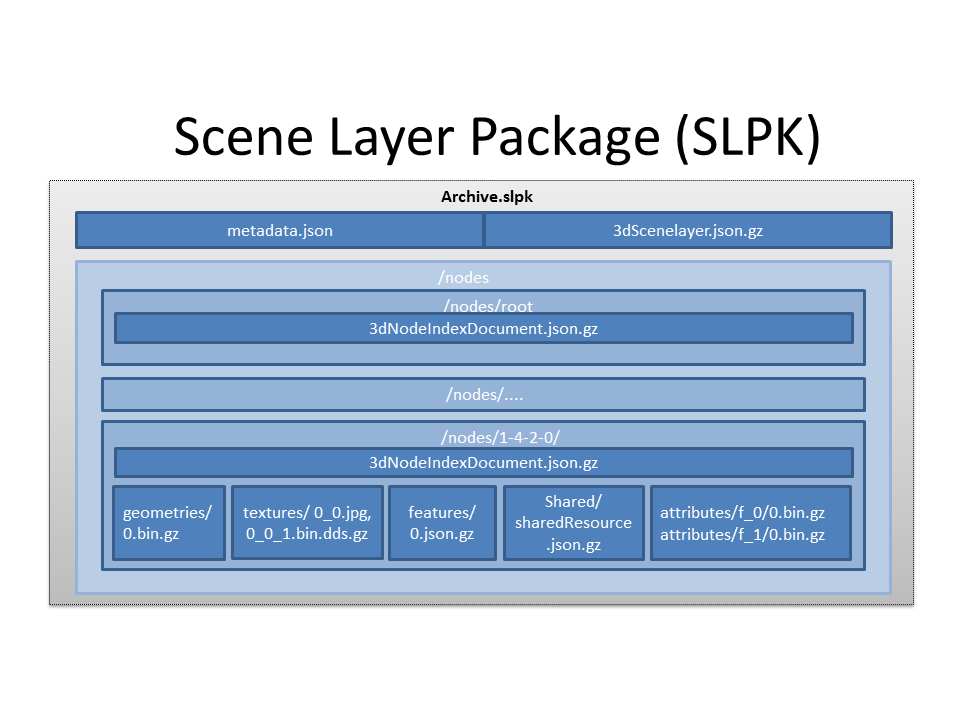 Scene Layer Package (SLPK)
Archive.slpk
metadata.json
3dScenelayer.json.gz
/nodes
/nodes/root
3dNodeIndexDocument.json.gz
/nodes/....
/nodes/1-4-2-0/
3dNodeIndexDocument.json.gz
geometries/
0.bin.gz
textures/ 0_0.jpg,
0_0_1.bin.dds.gz
features/
0.json.gz
Shared/
sharedResource
.json.gz
attributes/f_0/0.bin.gz
attributes/f_1/0.bin.gz